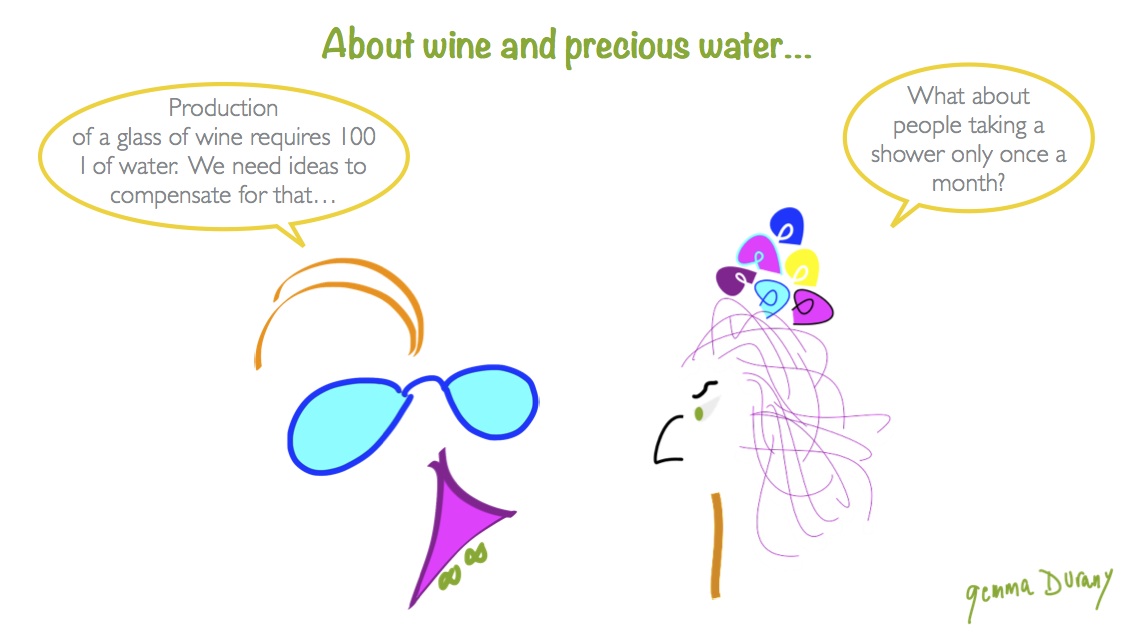 About wine and precious water...
Production
of a glass of wine requires 100
l of water. We need ideas to
compensate for that…
What about
people taking a
shower only once a
month?
gemma Durany